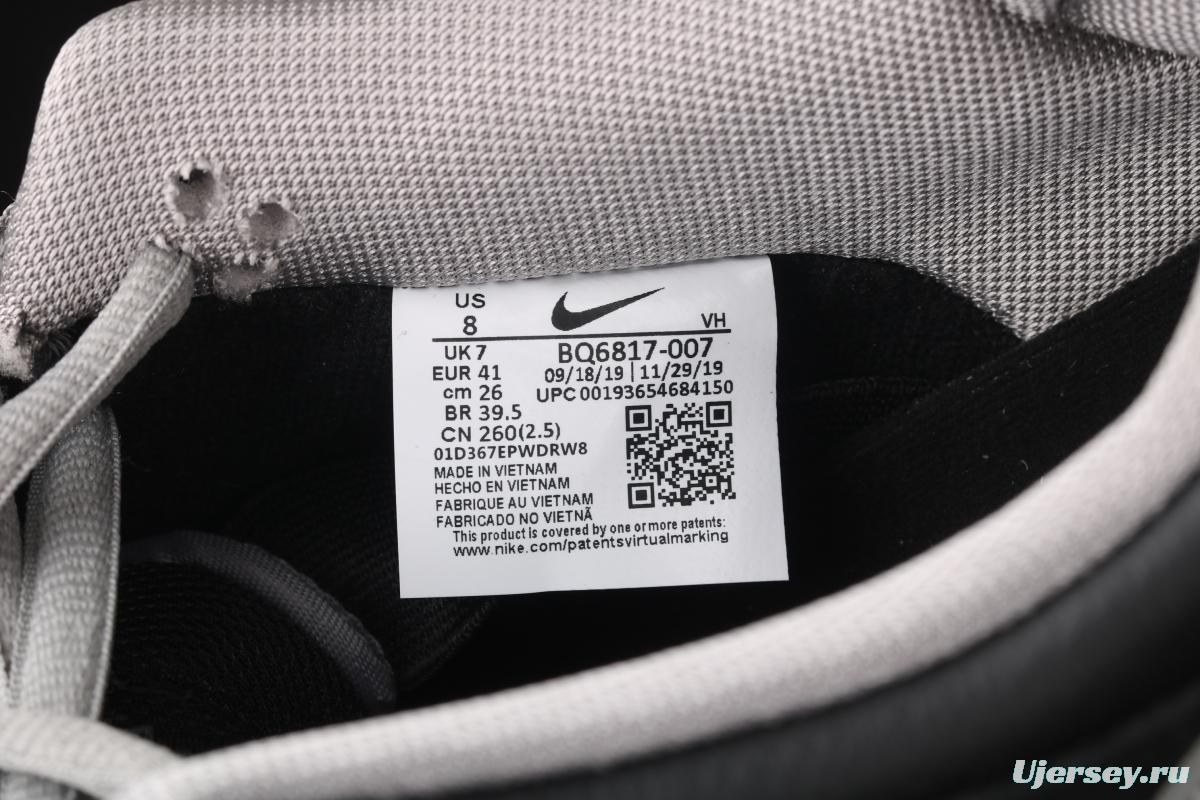 US
8
VH
UK 7
BQ6817-007
EUR 41
09/18/19 | 11/29/19
cm 26
UPC 00193654684150
BR 39.5
CN 260(2.5)
01D367EPWDRW8
MADE IN VIETNAM
HECHO EN VIETNAM
FABRIQUE AU VIETNAM
FABRICADO NO VIETNÃ
This product is covered by one or more patents:
www.nike.com/patentsvirtualmarking
Ujersey.ru